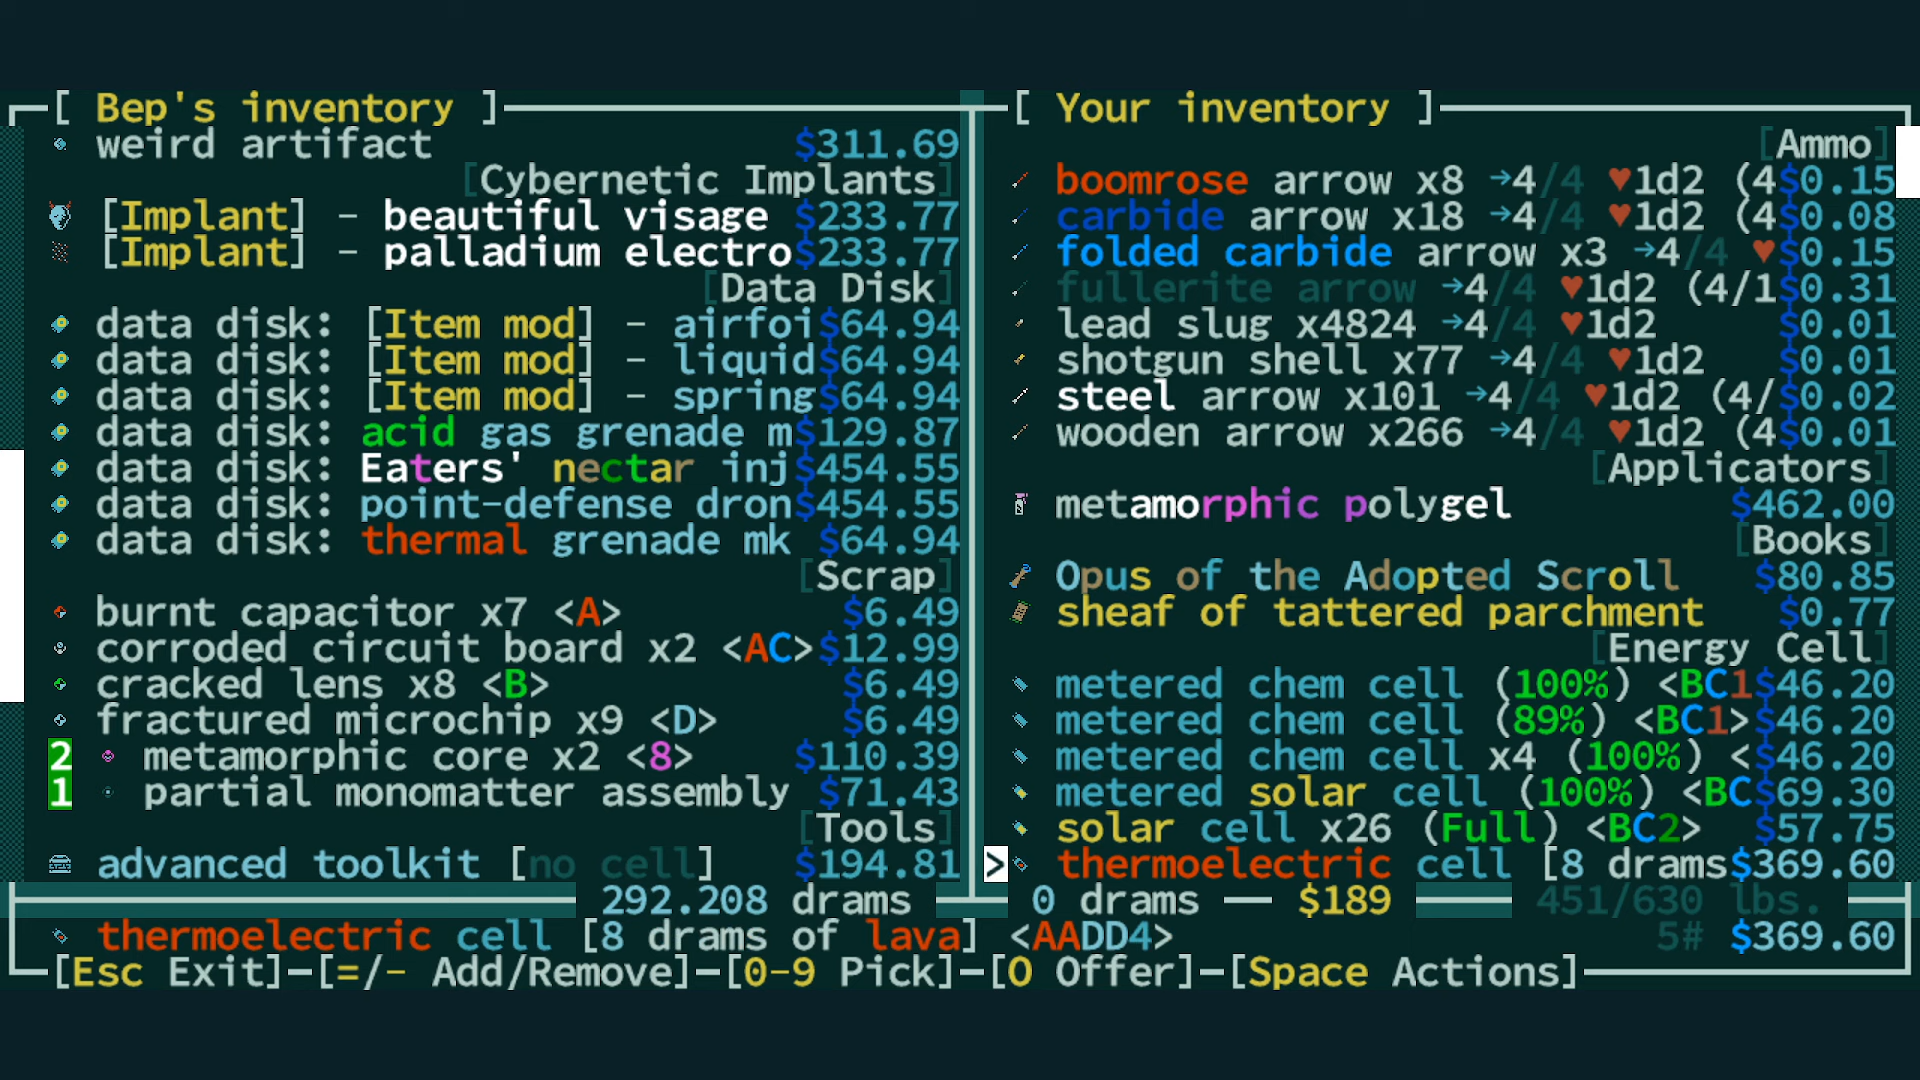 [ Bep's inventory ]
weird artifact $311.69
[Cybernetic Implants]
[Implant] - beautiful visage $233.77
[Implant] - palladium electro $233.77
[Data Disk]
data disk: [Item mod] - airfoi $64.94
data disk: [Item mod] - liquid $64.94
data disk: [Item mod] - spring $64.94
data disk: acid gas grenade m $129.87
data disk: Eaters' nectar inj $454.55
data disk: point-defense dron $454.55
data disk: thermal grenade mk $64.94
[Scrap]
burnt capacitor x7 <A> $6.49
corroded circuit board x2 <AC> $12.99
cracked lens x8 <B> $6.49
fractured microchip x9 <D> $6.49
2 metamorphic core x2 <8> $110.39
1 partial monomatter assembly $71.43
[Tools]
advanced toolkit [no cell] $194.81
292.208 drams
[ Your inventory ]
[Ammo]
boomrose arrow x8 →4/4 ♥1d2 (4 $0.15
carbide arrow x18 →4/4 ♥1d2 (4 $0.08
folded carbide arrow x3 →4/4 ♥ $0.15
fullerite arrow →4/4 ♥1d2 (4/1 $0.31
lead slug x4824 →4/4 ♥1d2 $0.01
shotgun shell x77 →4/4 ♥1d2 $0.01
steel arrow x101 →4/4 ♥1d2 (4/ $0.02
wooden arrow x266 →4/4 ♥1d2 (4 $0.01
[Applicators]
metamorphic polygel $462.00
[Books]
Opus of the Adopted Scroll $80.85
sheaf of tattered parchment $0.77
[Energy Cell]
metered chem cell (100%) <BC1 $46.20
metered chem cell (89%) <BC1> $46.20
metered chem cell x4 (100%) < $46.20
metered solar cell (100%) <BC $69.30
solar cell x26 (Full) <BC2> $57.75
> thermoelectric cell [8 drams $369.60
0 drams — $189 451/630 lbs.
thermoelectric cell [8 drams of lava] <AADD4> 5# $369.60
[Esc Exit]—[=/- Add/Remove]—[0-9 Pick]—[O Offer]—[Space Actions]